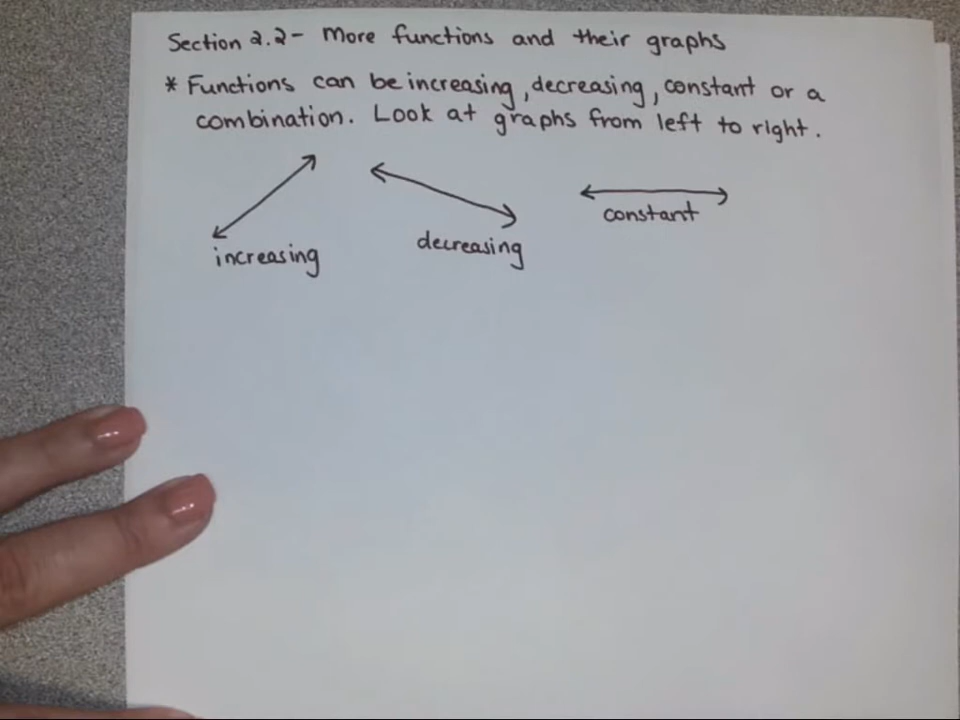 Section 2.2- More functions and their graphs
* Functions can be increasing, decreasing, constant or a
combination. Look at graphs from left to right.
increasing
decreasing
constant